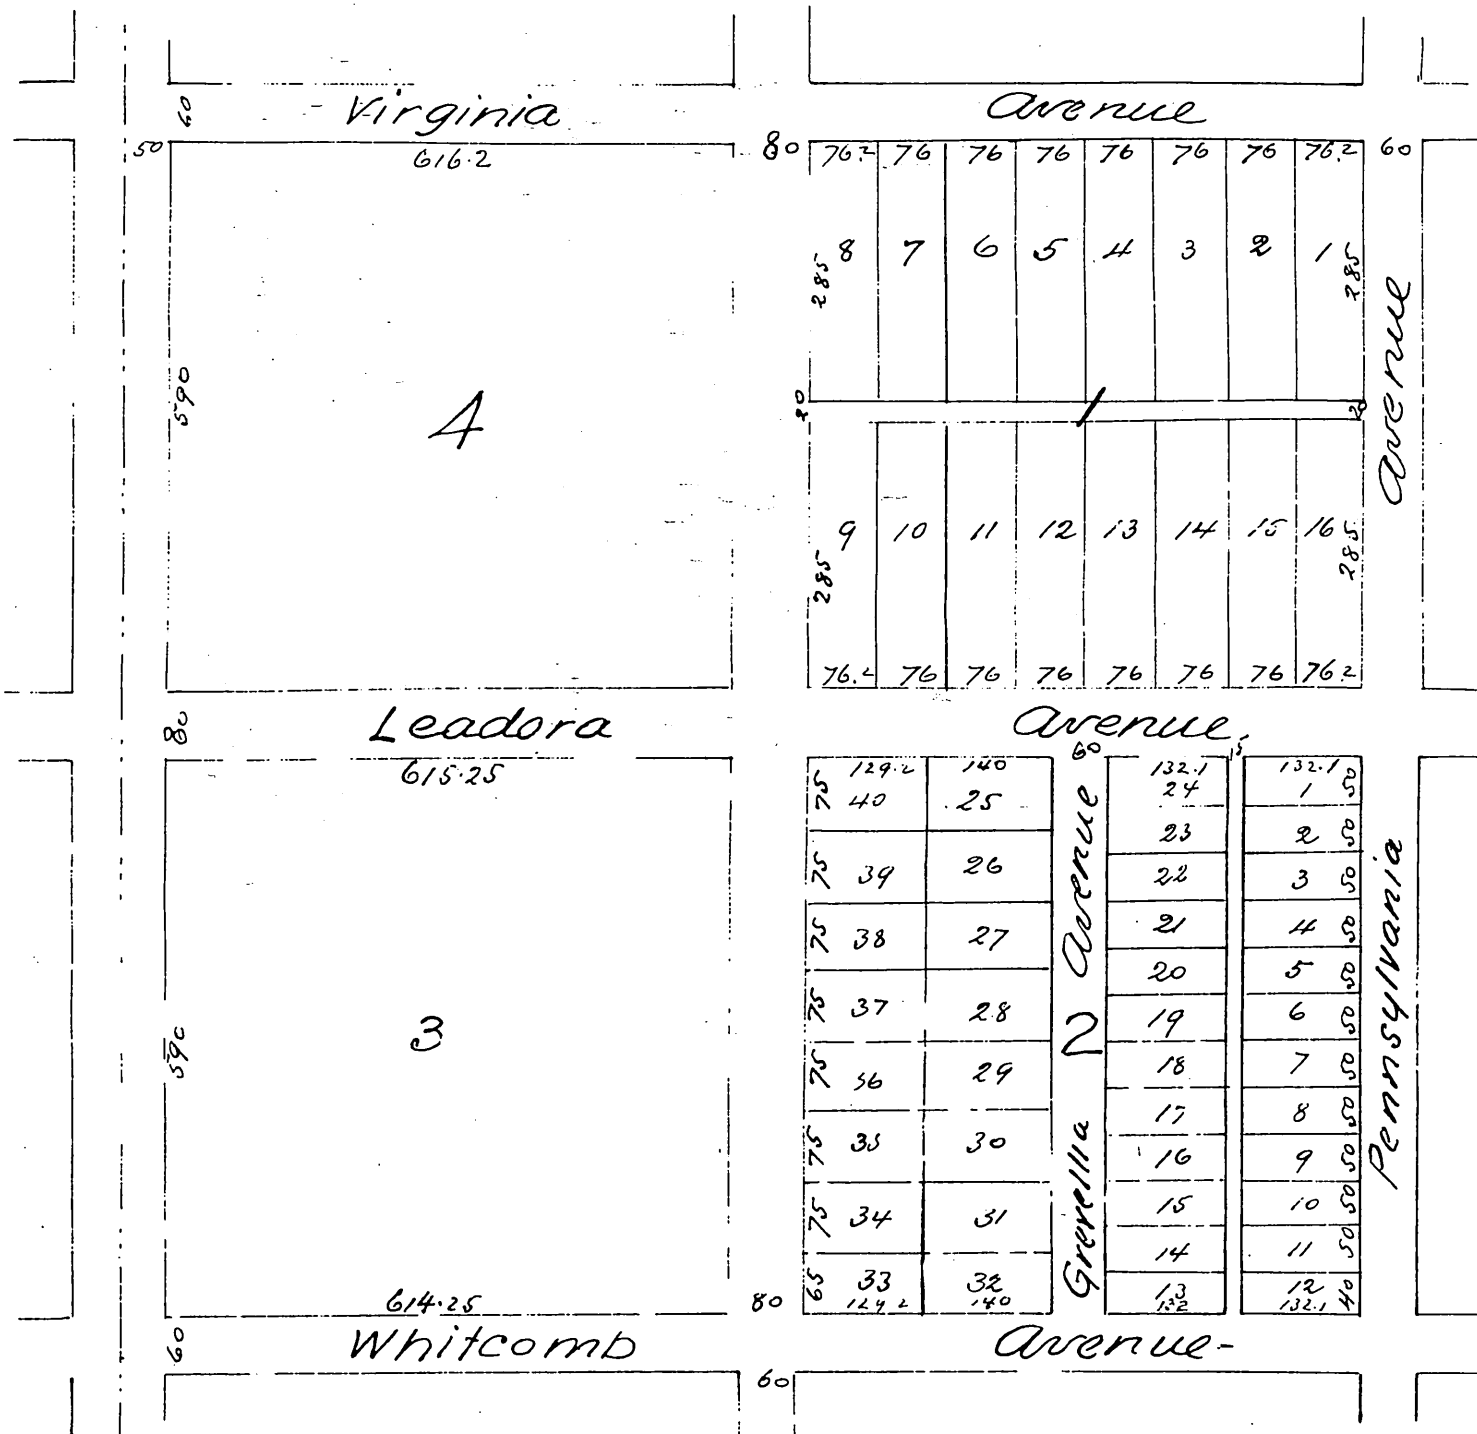 Virginia Avenue
60
50 616.2 80 76.2 76 76 76 76 76 76 76.2 60
8 7 6 5 4 3 2 1
285 285
590
4
20 1 20
Avenue
9 10 11 12 13 14 15 16
285 285
76.2 76 76 76 76 76 76 76.2
Leadora Avenue
80
615.25
60 15
129.2 140 132.1 132.1
75 40 25 24 1 50
23 2 50
75 39 26 22 3 50
75 38 27 21 4 50
20 5 50
75 37 28 19 6 50
75 36 29 18 7 50
17 8 50
75 35 30 16 9 50
75 34 31 15 10 50
14 11 50
65 33 32 13 12 40
129.2 140 132 132.1
Avenue
2
Pennsylvania
3
590
614.25 80
60 Whitcomb Avenue-
60